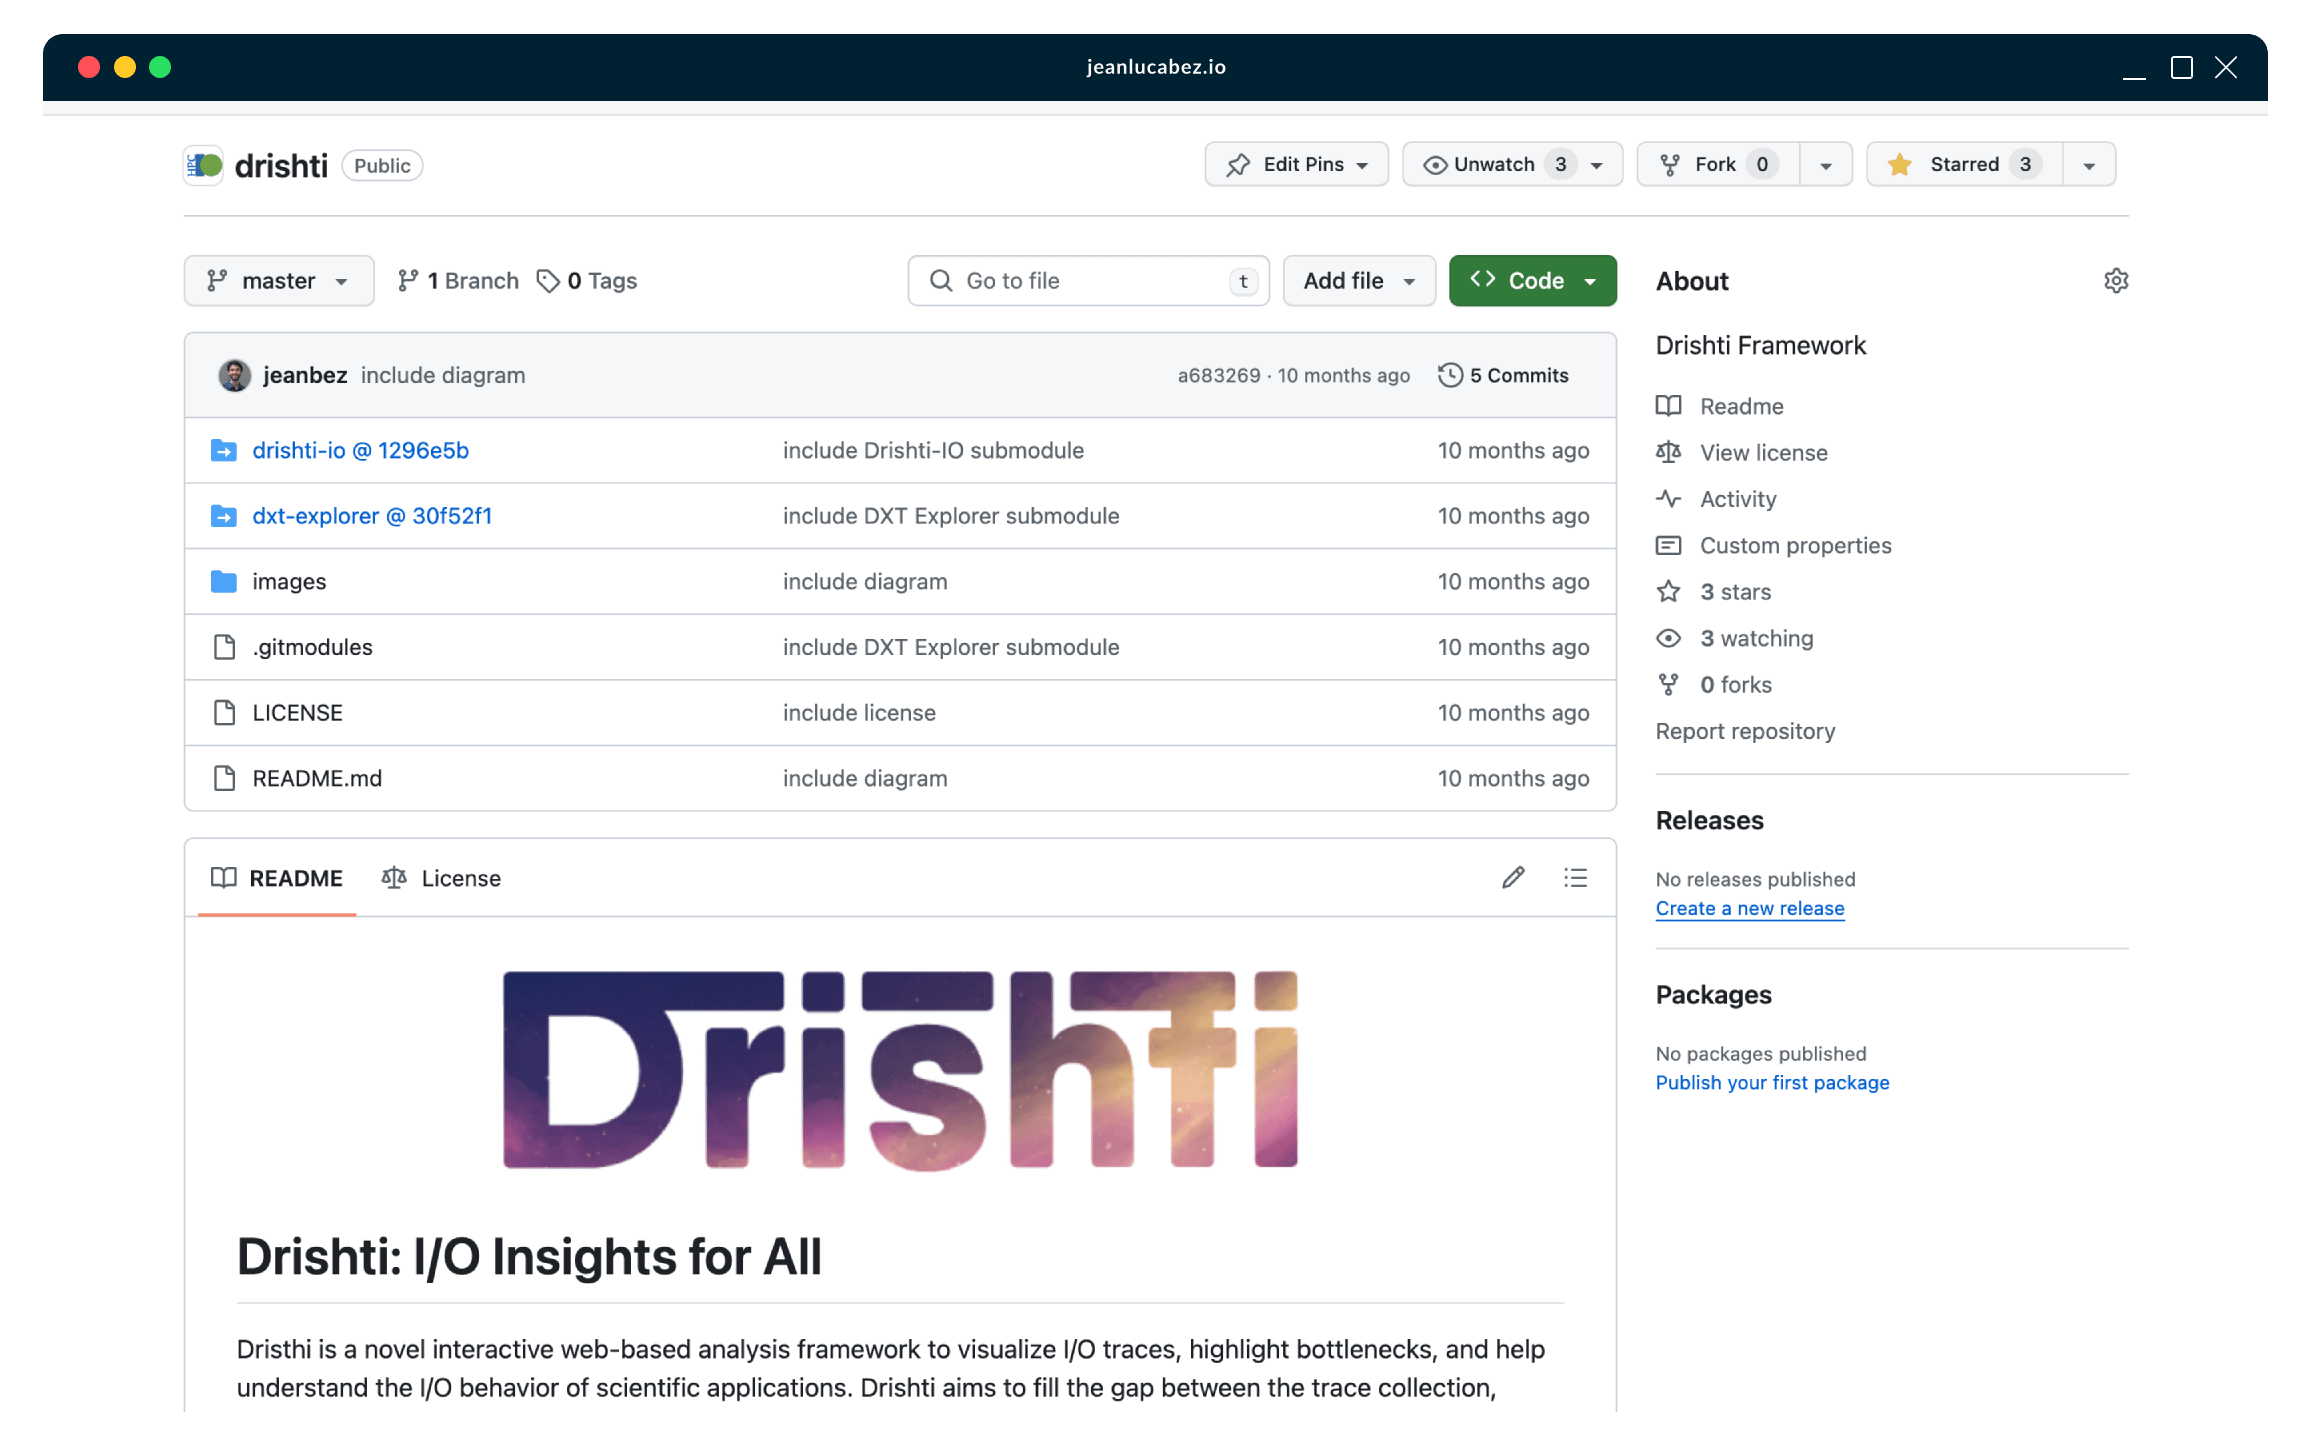 jeanlucabez.io
HPC drishti Public Edit Pins Unwatch 3 Fork 0 Starred 3
master 1 Branch 0 Tags Go to file t Add file Code
jeanbez include diagram a683269 · 10 months ago 5 Commits
drishti-io @ 1296e5b include Drishti-IO submodule 10 months ago
dxt-explorer @ 30f52f1 include DXT Explorer submodule 10 months ago
images include diagram 10 months ago
.gitmodules include DXT Explorer submodule 10 months ago
LICENSE include license 10 months ago
README.md include diagram 10 months ago
README License
Drishti
Drishti: I/O Insights for All
Dristhi is a novel interactive web-based analysis framework to visualize I/O traces, highlight bottlenecks, and help
understand the I/O behavior of scientific applications. Drishti aims to fill the gap between the trace collection,
About
Drishti Framework
Readme
View license
Activity
Custom properties
3 stars
3 watching
0 forks
Report repository
Releases
No releases published
Create a new release
Packages
No packages published
Publish your first package